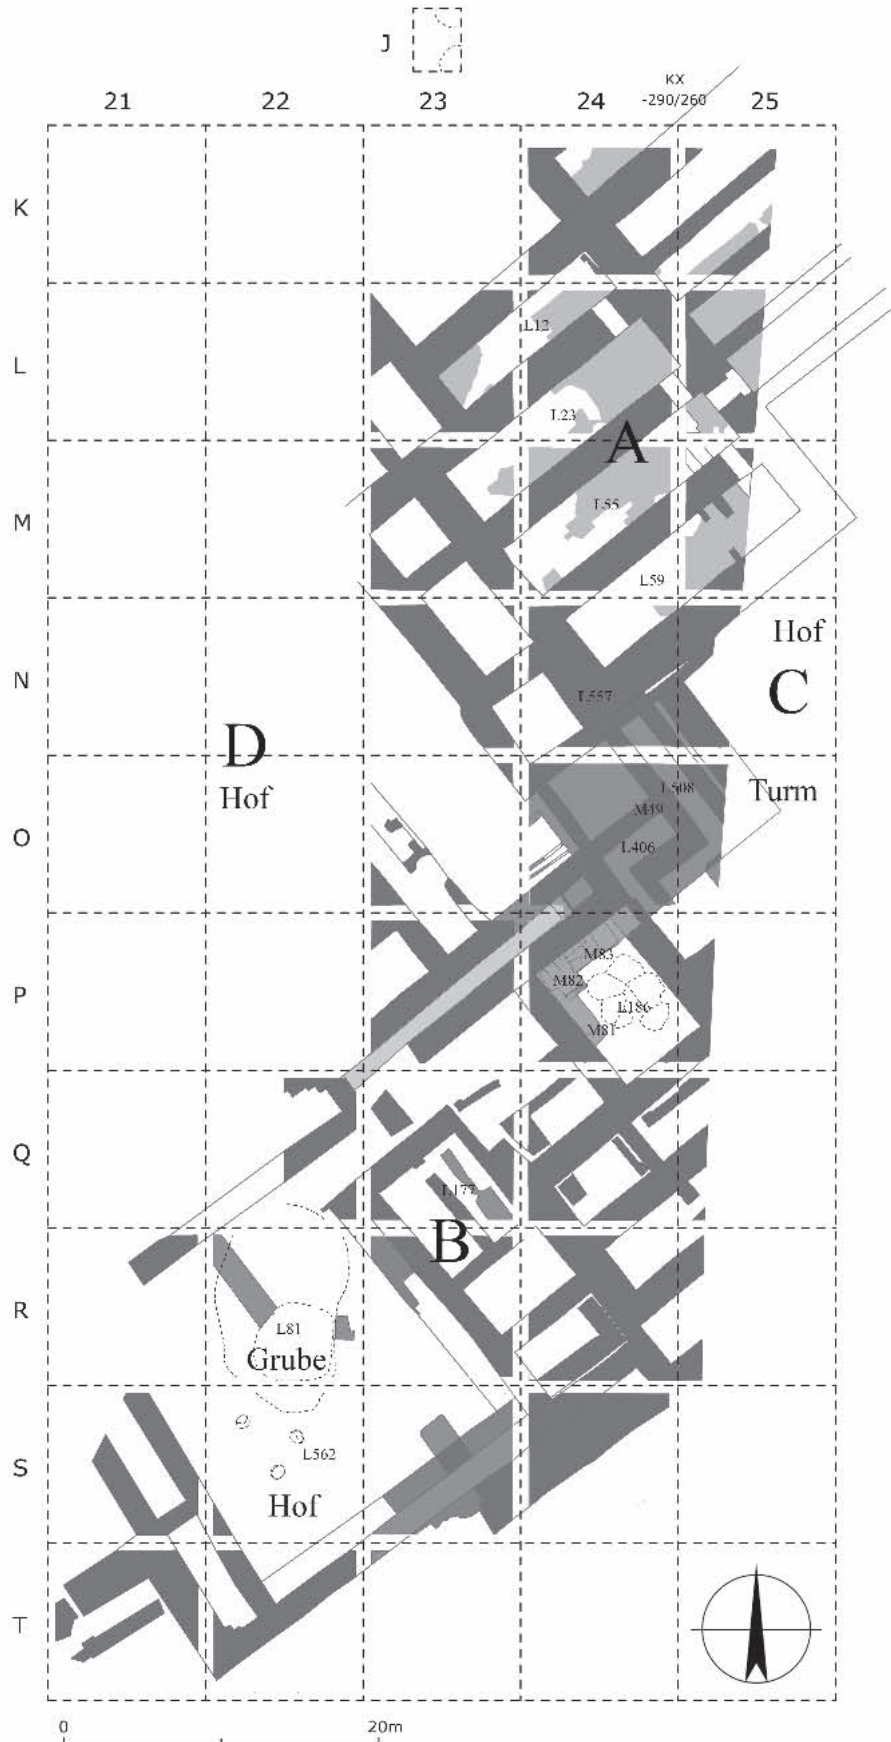 J
21 22 23 24 KX 25
-290/260
K
L12
L
L23
A
M
L55
L59
Hof
N
C
L557
D
Hof
Turm
L508
M49
O
L406
M83
P
M82
L186
M81
Q
L177
B
R
L81
Grube
S
L562
Hof
T
0 20m